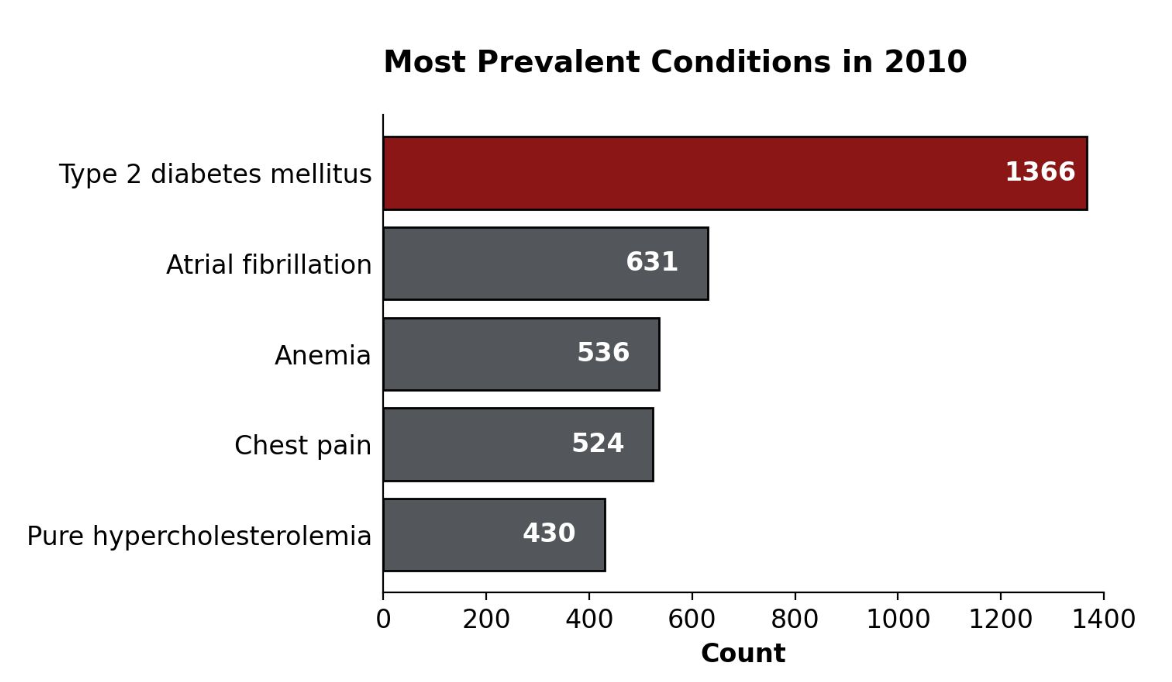 Most Prevalent Conditions in 2010
Type 2 diabetes mellitus 1366
Atrial fibrillation 631
Anemia 536
Chest pain 524
Pure hypercholesterolemia 430
0 200 400 600 800 1000 1200 1400
Count